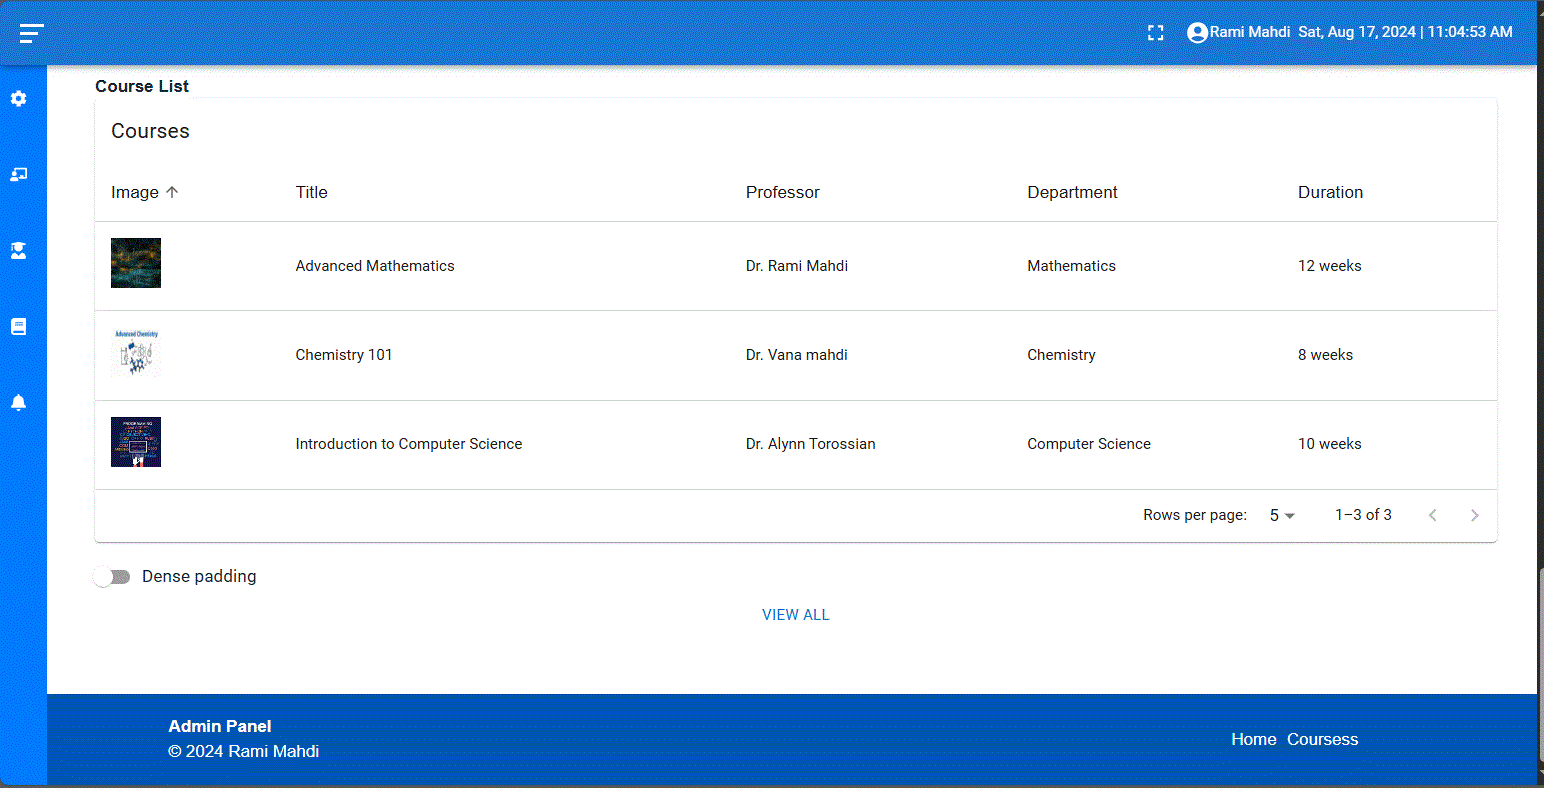 Rami Mahdi Sat, Aug 17, 2024 | 11:04:53 AM
Course List
Courses
Image Title Professor Department Duration
Advanced Mathematics Dr. Rami Mahdi Mathematics 12 weeks
Advanced Chemistry
Chemistry 101 Dr. Vana mahdi Chemistry 8 weeks
PROGRAMMING
Introduction to Computer Science Dr. Alynn Torossian Computer Science 10 weeks
Rows per page: 5 1–3 of 3
Dense padding
VIEW ALL
Admin Panel
© 2024 Rami Mahdi
Home Coursess